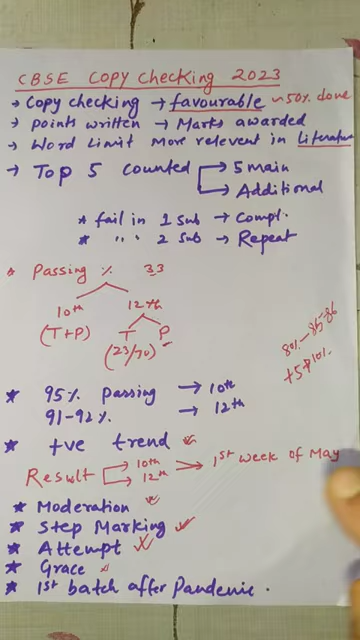 CBSE COPY CHECKING 2023
→ Copy checking → favourable ~50% done
→ Points written → Marks awarded
→ Word Limit More relevent in Literature
→ Top 5 Counted → 5 main
→ Additional
* fail in 1 Sub → Compl.
* " " 2 Sub → Repeat
* Passing % 33
10th 12th
(T+P) T P
(23/70)
80% - 85-86
+5 10%
* 95% Passing → 10th
91-92% → 12th
* +ve trend
Result → 10th → 1st week of May
→ 12th
* Moderation
* Step Marking ✓
* Attempt ✓
* Grace
* 1st batch after Pandemic.